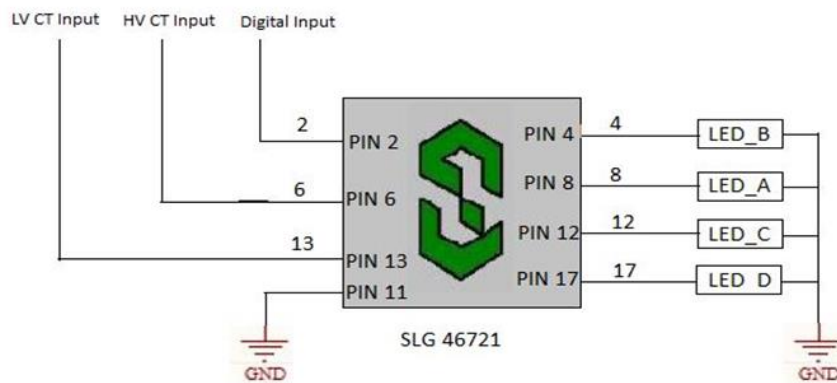 LV CT Input HV CT Input Digital Input
2 PIN 2 PIN 4 4 LED_B
6 PIN 6 PIN 8 8 LED_A
13 PIN 13 PIN 12 12 LED_C
PIN 11 PIN 17 17 LED D
SLG 46721
GND GND